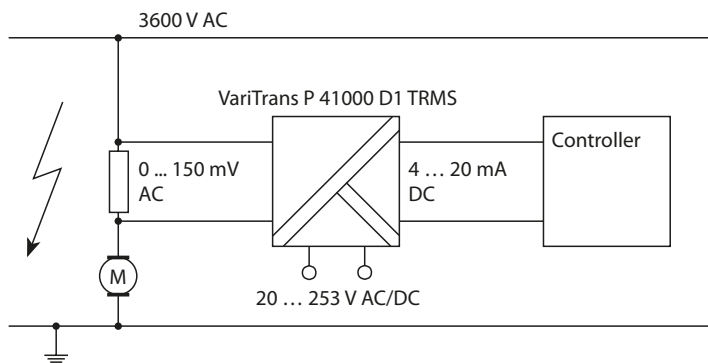 3600 V AC
VariTrans P 41000 D1 TRMS
0 ... 150 mV
AC
4 … 20 mA
DC
Controller
M
20 … 253 V AC/DC